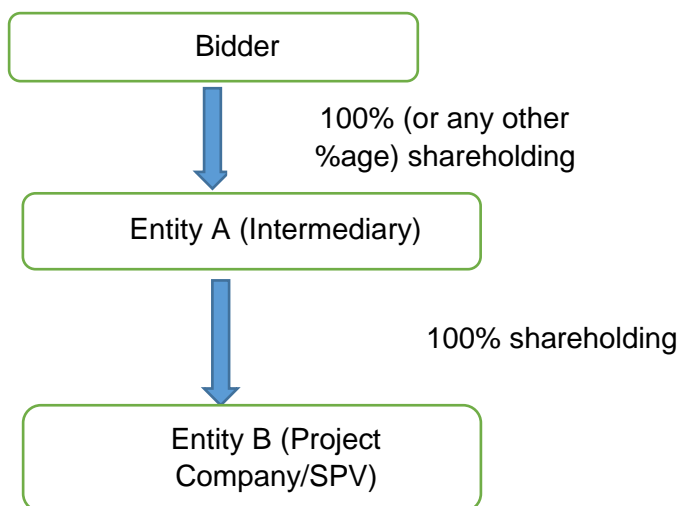 Bidder
100% (or any other
%age) shareholding
Entity A (Intermediary)
100% shareholding
Entity B (Project
Company/SPV)